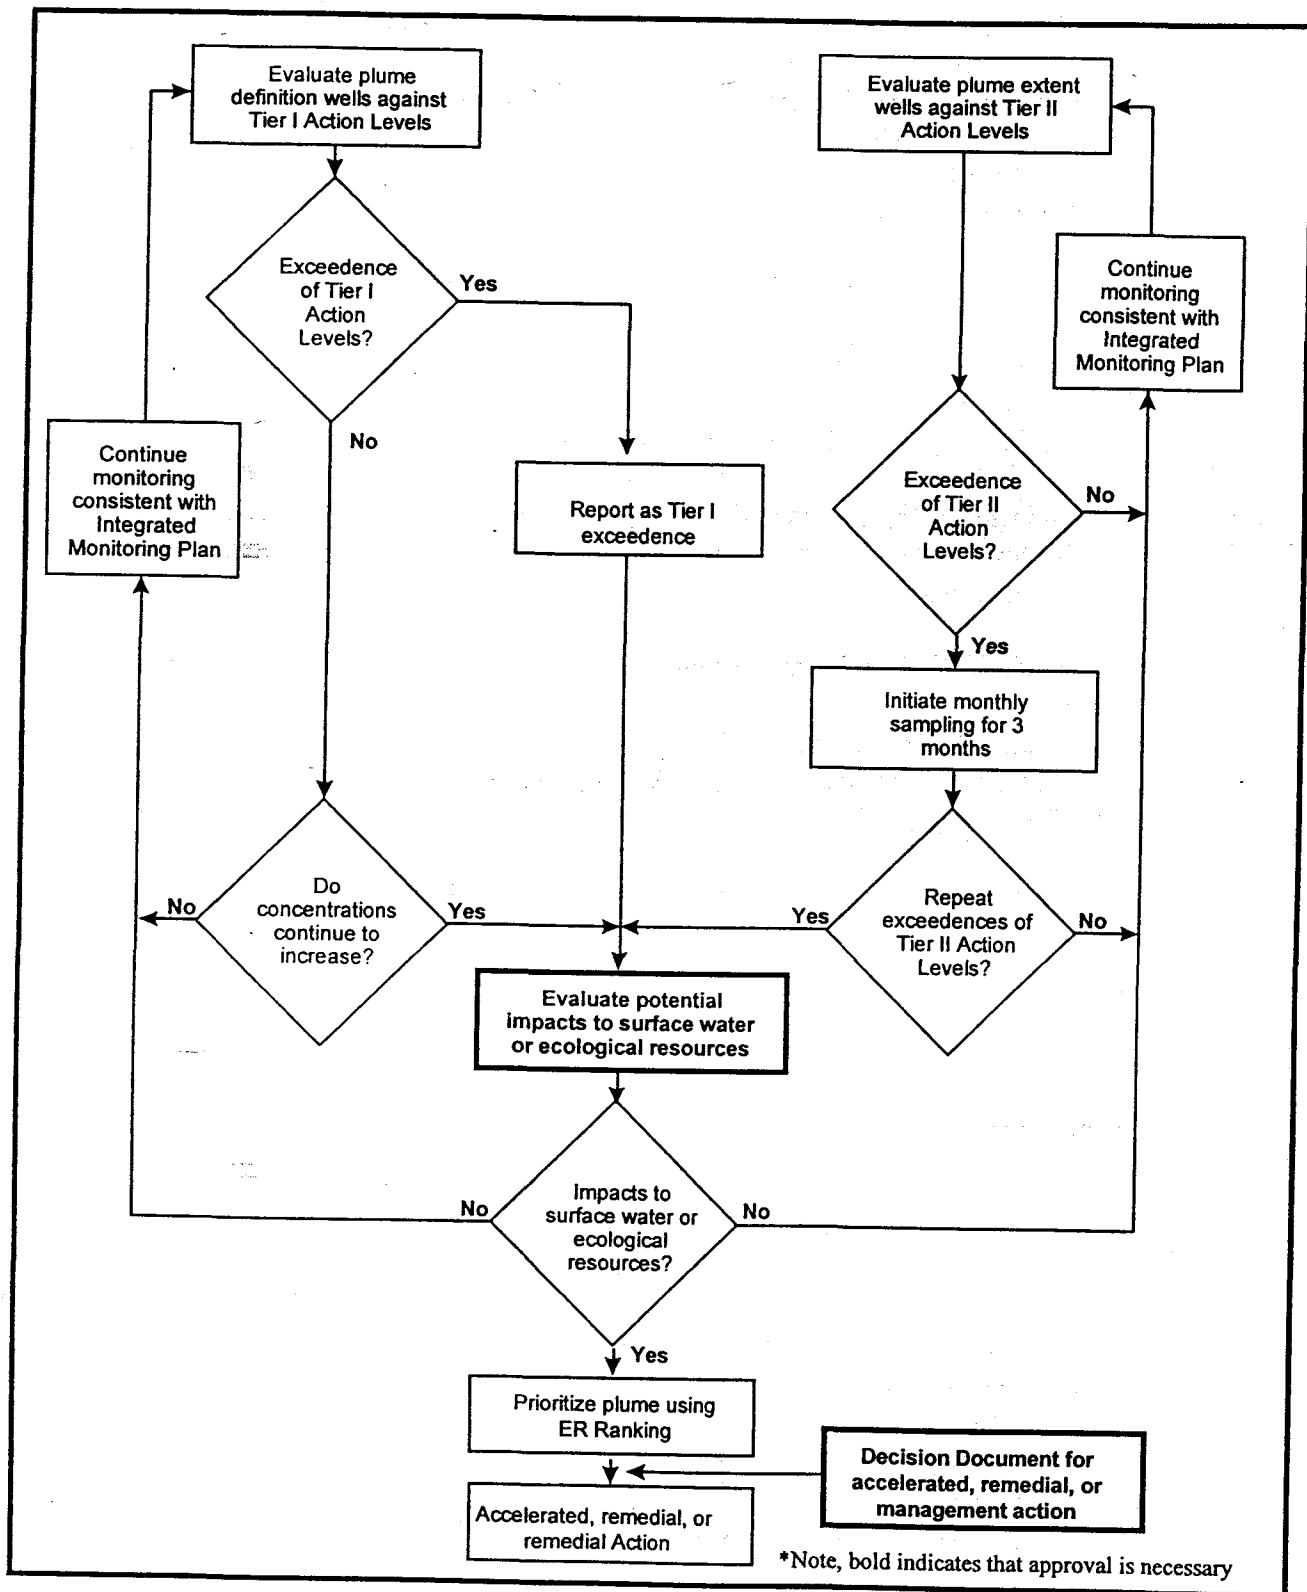 Evaluate plume
definition wells against
Tier I Action Levels
Evaluate plume extent
wells against Tier II
Action Levels
Exceedence
of Tier I
Action
Levels?
Yes
No
Continue
monitoring
consistent with
Integrated
Monitoring Plan
Continue
monitoring
consistent with
Integrated
Monitoring Plan
Report as Tier I
exceedence
Exceedence
of Tier II
Action
Levels?
No
Yes
Initiate monthly
sampling for 3
months
Do
concentrations
continue to
increase?
No
Yes
Repeat
exceedences of
Tier II Action
Levels?
Yes
No
Evaluate potential
impacts to surface water
or ecological resources
Impacts to
surface water or
ecological
resources?
No
No
Yes
Prioritize plume using
ER Ranking
Decision Document for
accelerated, remedial, or
management action
Accelerated, remedial, or
remedial Action
*Note, bold indicates that approval is necessary